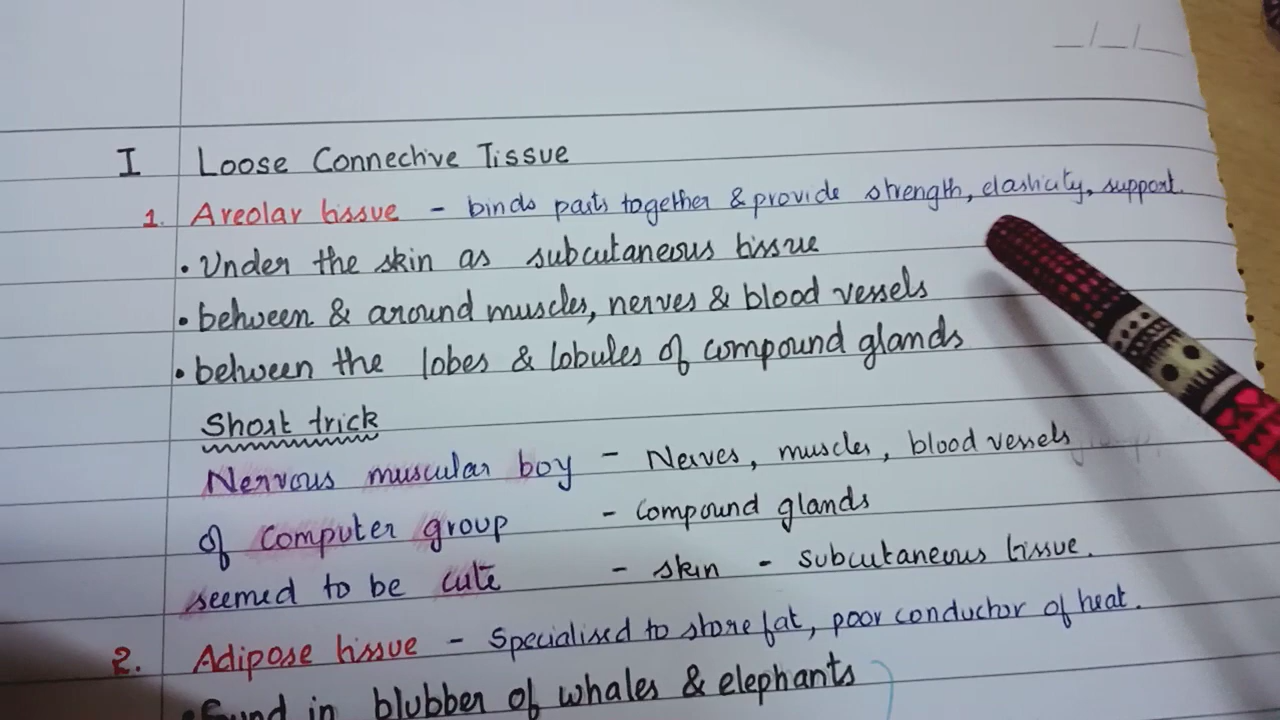 _/_/_
I Loose Connective Tissue
1. Areolar tissue - binds parts together & provide strength, elasticity, support.
• Under the skin as subcutaneous tissue
• between & around muscles, nerves & blood vessels
• between the lobes & lobules of compound glands
Short trick
Nervous muscular boy - Nerves, muscles, blood vessels
of computer group - compound glands
seemed to be cute - skin - subcutaneous tissue.
2. Adipose tissue - Specialised to store fat, poor conductor of heat.
• Found in blubber of whales & elephants